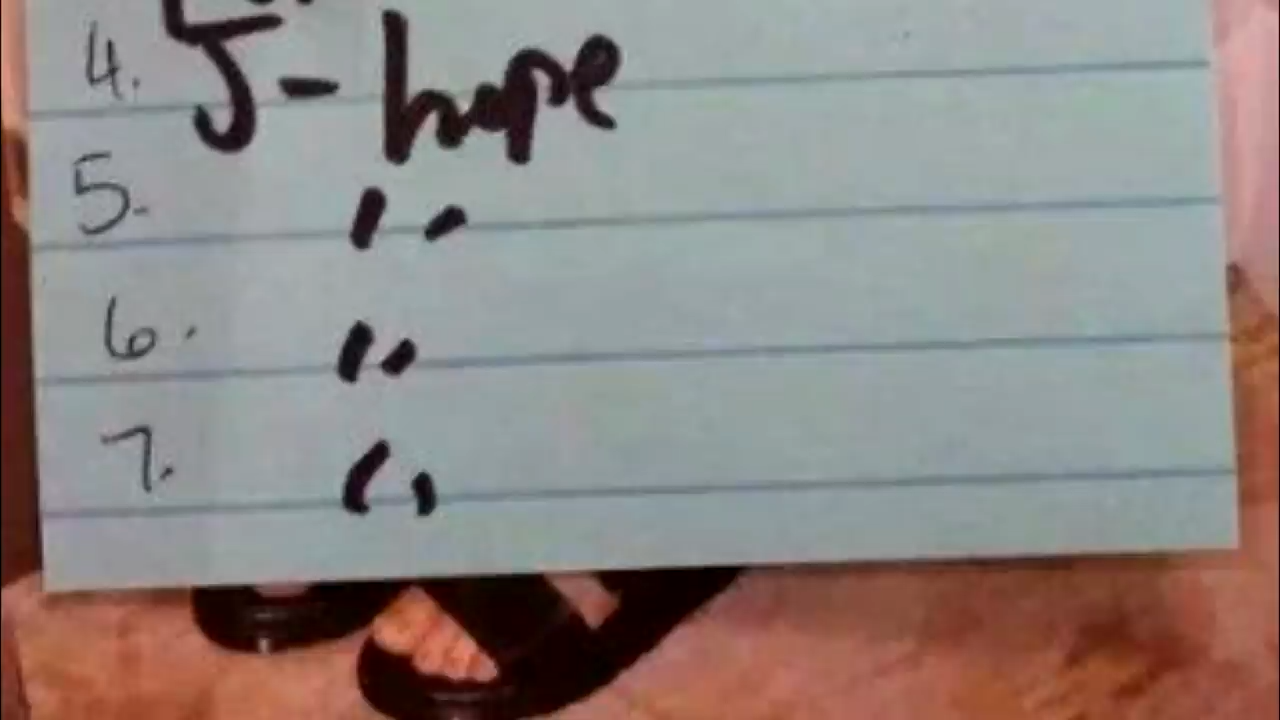 4. J-hope
5. "
6. "
7. "